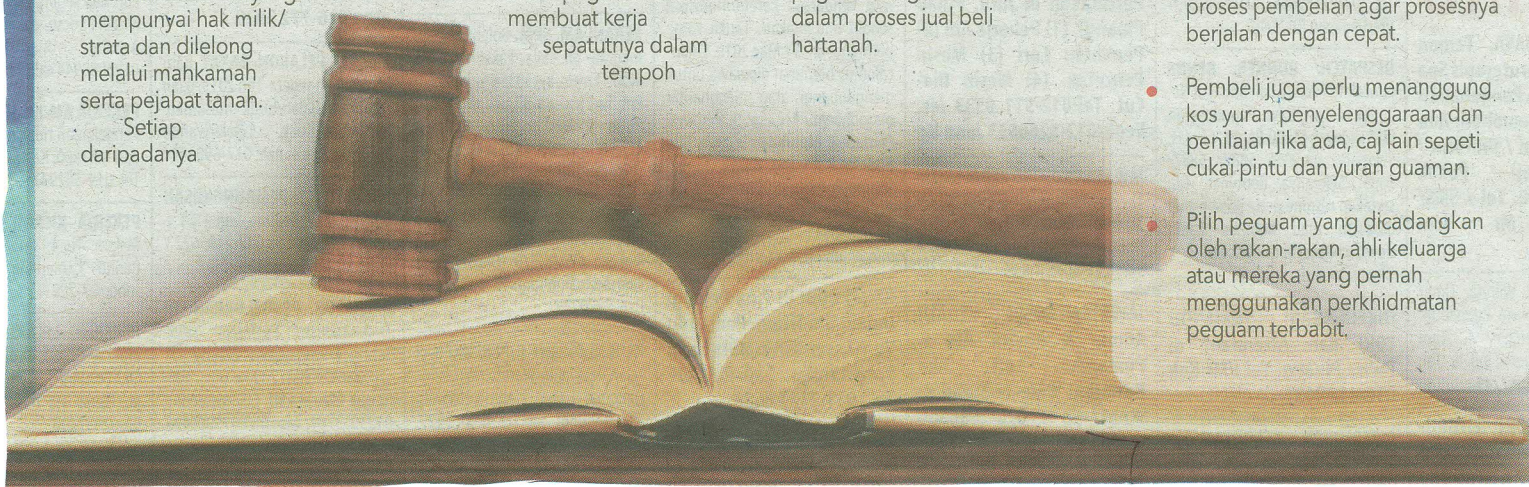 mempunyai hak milik/
strata dan dilelong
melalui mahkamah
serta pejabat tanah.
Setiap
daripadanya
membuat kerja
sepatutnya dalam
tempoh
dalam proses jual beli
hartanah.
proses pembelian agar prosesnya
berjalan dengan cepat.
• Pembeli juga perlu menanggung
kos yuran penyelenggaraan dan
penilaian jika ada, caj lain sepeti
cukai pintu dan yuran guaman.
• Pilih peguam yang dicadangkan
oleh rakan-rakan, ahli keluarga
atau mereka yang pernah
menggunakan perkhidmatan
peguam terbabit.